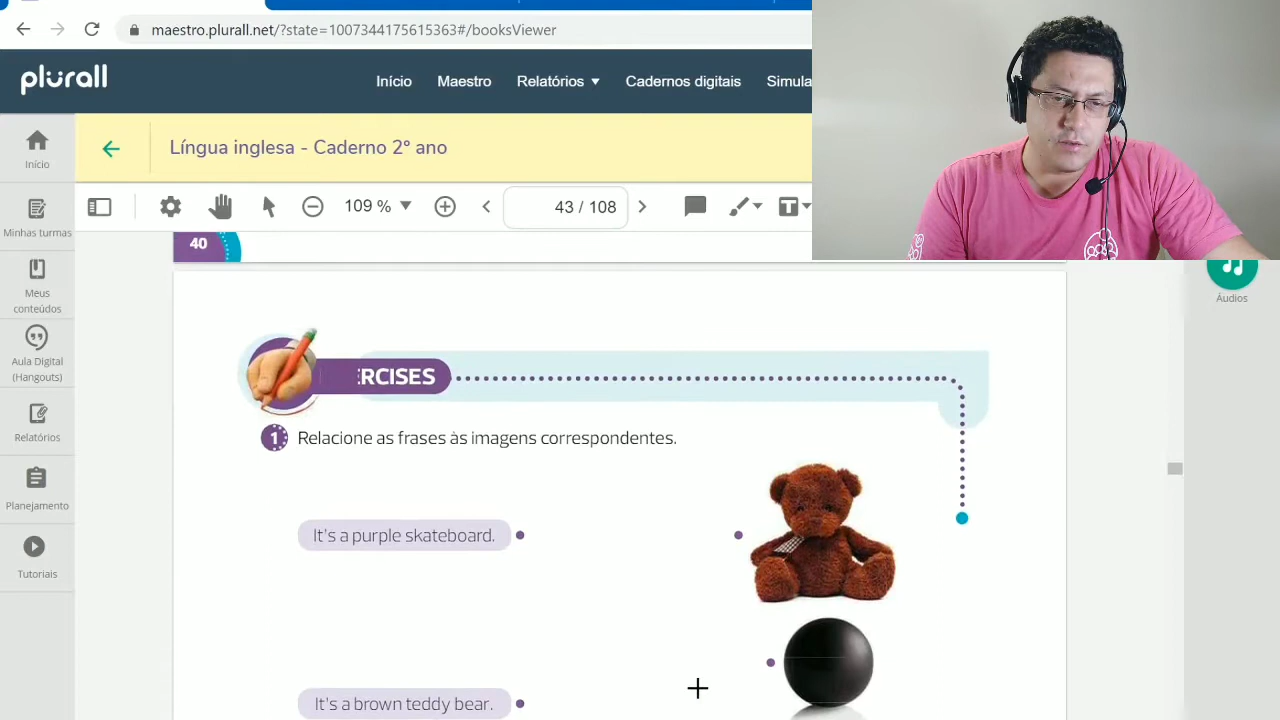 maestro.plurall.net/?state=1007344175615363#/booksViewer
plurall
Início Maestro Relatórios Cadernos digitais Simula
Início
Língua inglesa - Caderno 2º ano
Minhas turmas
109 % 43 / 108
40
Meus
conteúdos
Áudios
Aula Digital
(Hangouts)
RCISES
Relatórios
1 Relacione as frases às imagens correspondentes.
Planejamento
It's a purple skateboard.
Tutoriais
It's a brown teddy bear.